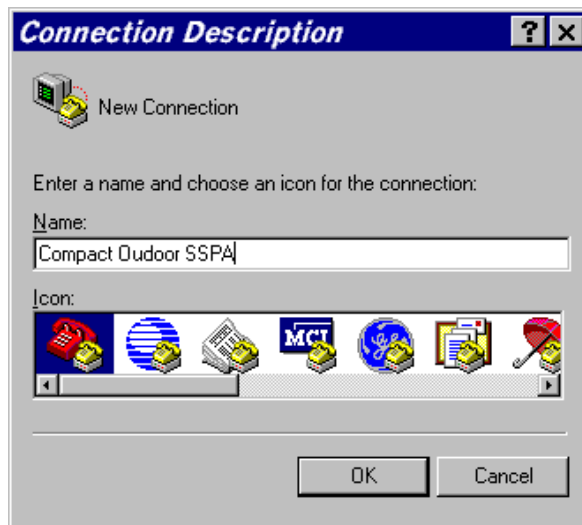 Connection Description
New Connection
Enter a name and choose an icon for the connection:
Name:
Compact Oudoor SSPA
Icon:
MCI
OK
Cancel